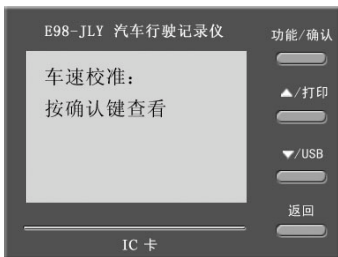 E98-JLY 汽车行驶记录仪
功能/确认
车速校准：
按确认键查看
▲/打印
▼/USB
返回
IC 卡